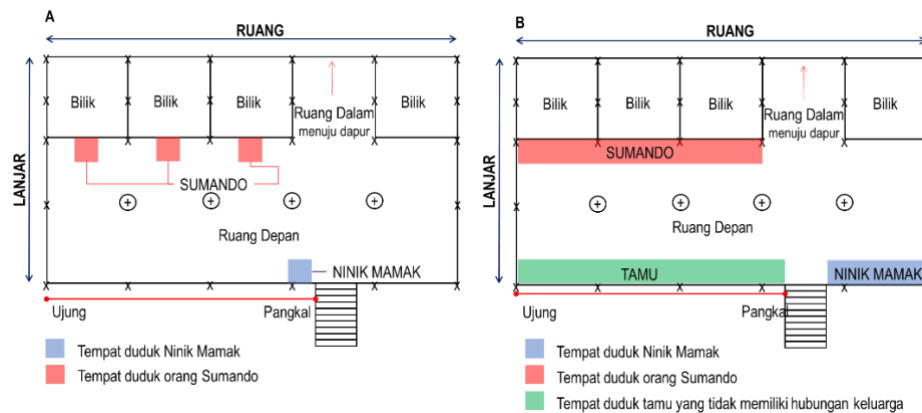 A
RUANG
LANJAR
Bilik
Bilik
Bilik
Ruang Dalam
menuju dapur
Bilik
SUMANDO
Ruang Depan
NINIK MAMAK
Ujung
Pangkal
Tempat duduk Ninik Mamak
Tempat duduk orang Sumando
B
RUANG
LANJAR
Bilik
Bilik
Bilik
Ruang Dalam
menuju dapur
Bilik
SUMANDO
Ruang Depan
TAMU
NINIK MAMAK
Ujung
Pangkal
Tempat duduk Ninik Mamak
Tempat duduk orang Sumando
Tempat duduk tamu yang tidak memiliki hubungan keluarga